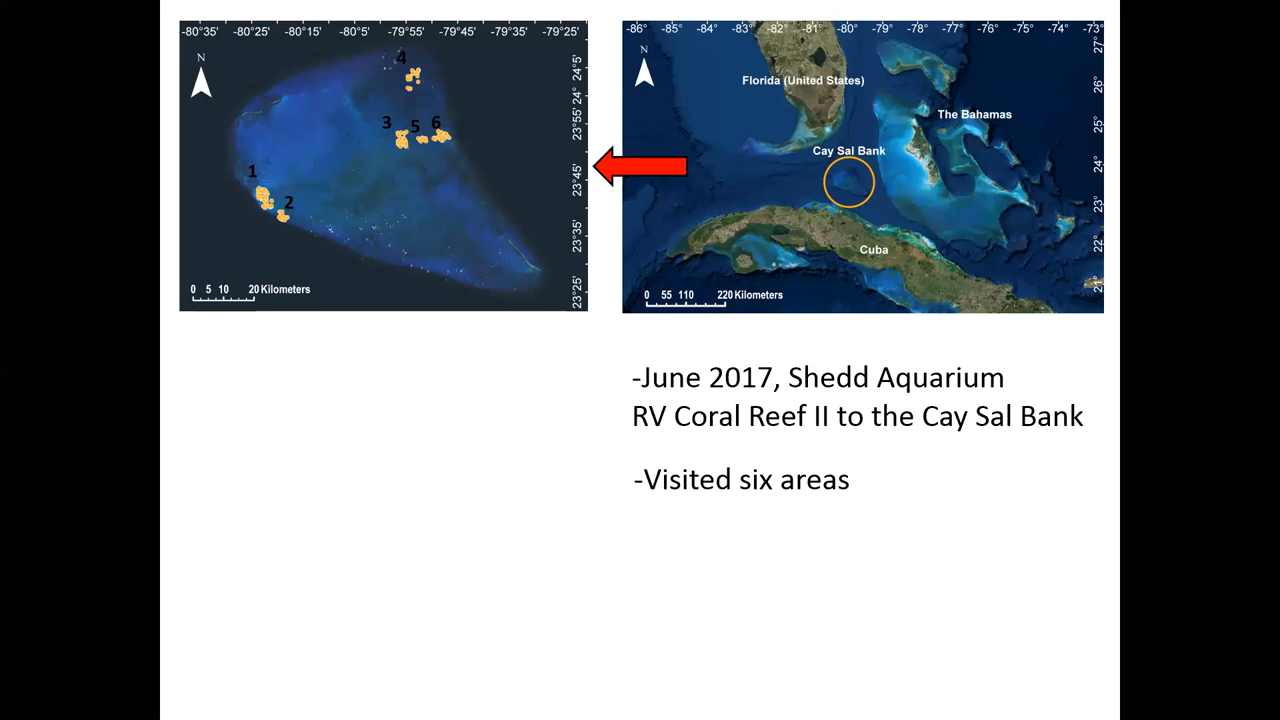 -80°35' -80°25' -80°15' -80°5' -79°55' -79°45' -79°35' -79°25'
N
4
24°5'
3 5 6
23°55' 24°
1
23°45'
2
23°35'
23°25'
0 5 10 20 Kilometers
-86° -85° -84° -83° -82° -81° -80° -79° -78° -77° -76° -75° -74° -73°
27°
N
Florida (United States)
26°
The Bahamas
25°
Cay Sal Bank
24°
23°
Cuba
22°
21°
0 55 110 220 Kilometers
-June 2017, Shedd Aquarium
RV Coral Reef II to the Cay Sal Bank
-Visited six areas